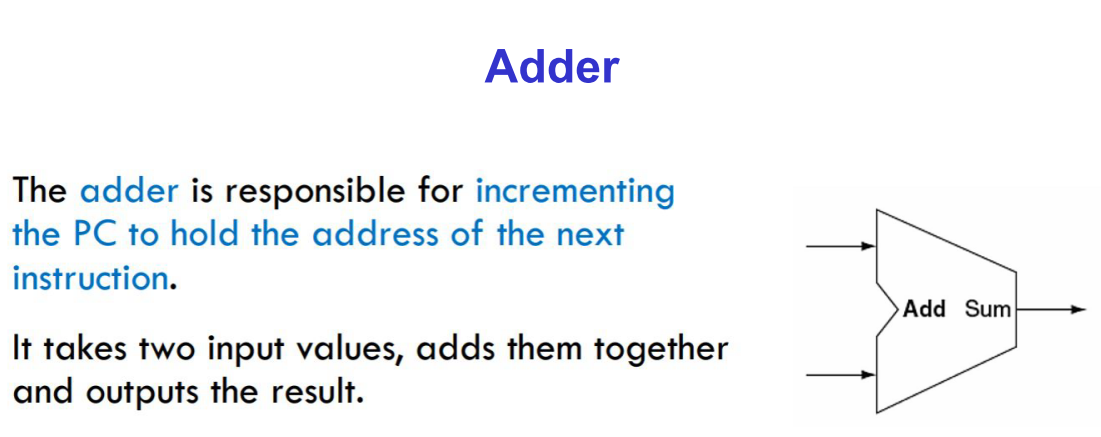 Adder
The adder is responsible for incrementing
the PC to hold the address of the next
instruction.
It takes two input values, adds them together
and outputs the result.
Add Sum